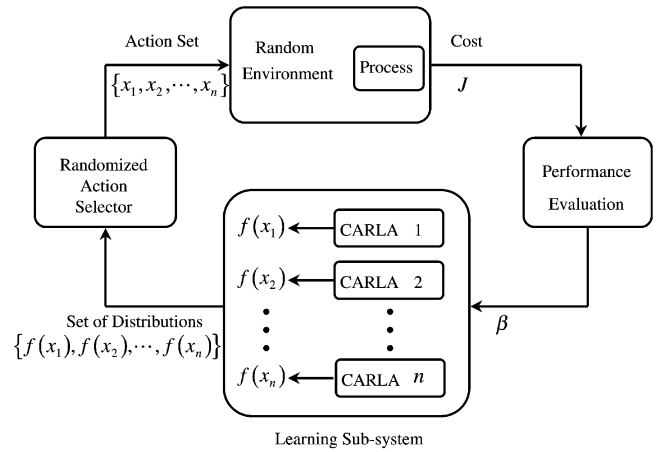 Action Set
{x₁, x₂, ⋯, xₙ}
Random
Environment
Process
Cost
J
Randomized
Action
Selector
Performance
Evaluation
f(x₁) CARLA 1
f(x₂) CARLA 2
f(xₙ) CARLA n
β
Set of Distributions
{f(x₁), f(x₂), ⋯, f(xₙ)}
Learning Sub-system